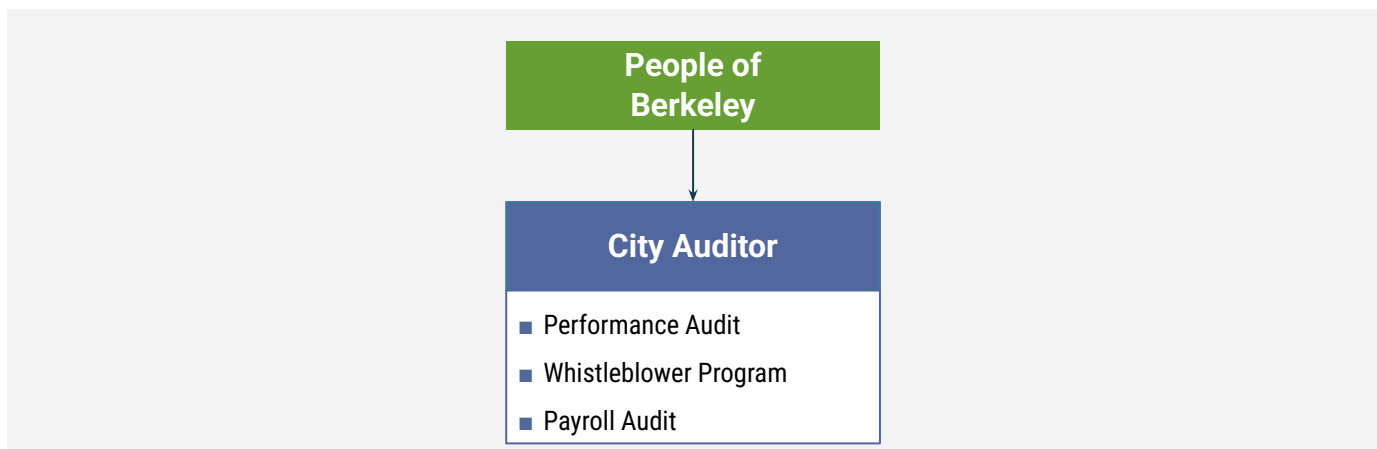 People of
Berkeley
City Auditor
■ Performance Audit
■ Whistleblower Program
■ Payroll Audit